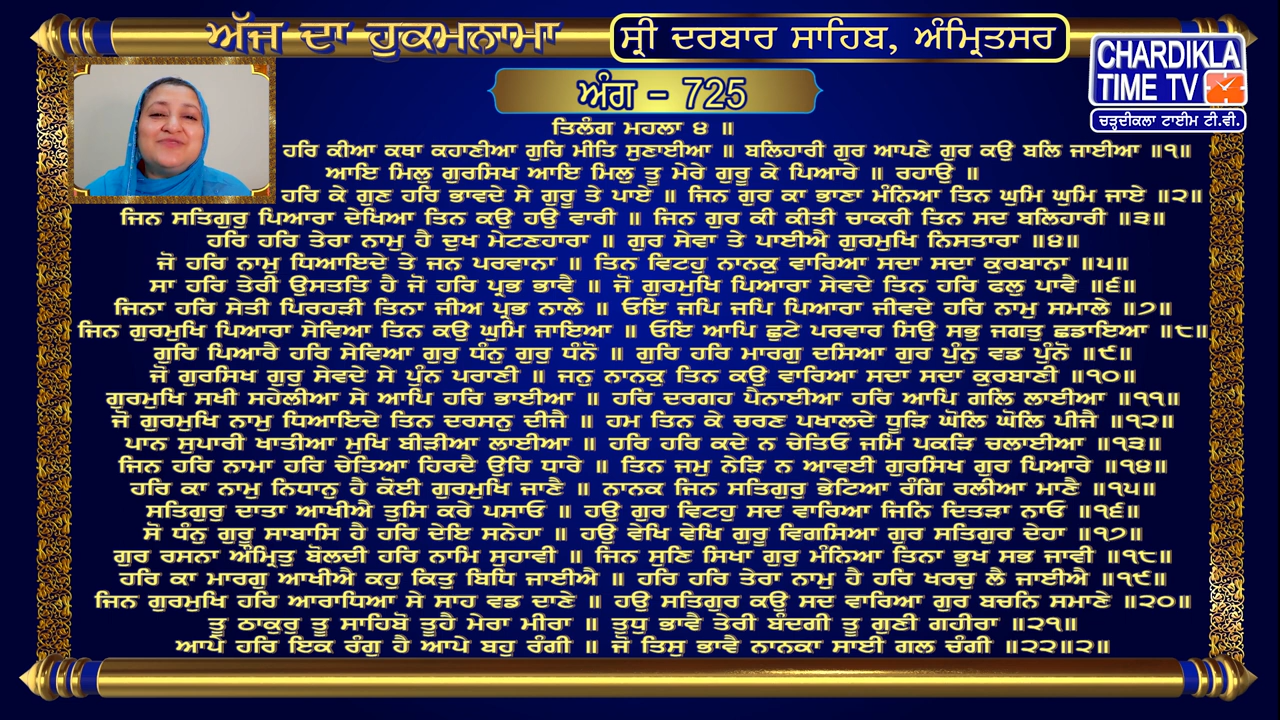 ਅੱਜ ਦਾ ਹੁਕਮਨਾਮਾ
ਸ੍ਰੀ ਦਰਬਾਰ ਸਾਹਿਬ, ਅੰਮ੍ਰਿਤਸਰ
CHARDIKLA
TIME TV
ਚੜ੍ਹਦੀਕਲਾ ਟਾਈਮ ਟੀ.ਵੀ.
ਅੰਗ - 725
ਤਿਲੰਗ ਮਹਲਾ ੪ ॥
ਹਰਿ ਕੀਆ ਕਥਾ ਕਹਾਣੀਆ ਗੁਰਿ ਮੀਤਿ ਸੁਣਾਈਆ ॥ ਬਲਿਹਾਰੀ ਗੁਰ ਆਪਣੇ ਗੁਰ ਕਉ ਬਲਿ ਜਾਈਆ ॥੧॥
ਆਇ ਮਿਲੁ ਗੁਰਸਿਖ ਆਇ ਮਿਲੁ ਤੂ ਮੇਰੇ ਗੁਰੂ ਕੇ ਪਿਆਰੇ ॥ ਰਹਾਉ ॥
ਹਰਿ ਕੇ ਗੁਣ ਹਰਿ ਭਾਵਦੇ ਸੇ ਗੁਰੂ ਤੇ ਪਾਏ ॥ ਜਿਨ ਗੁਰ ਕਾ ਭਾਣਾ ਮੰਨਿਆ ਤਿਨ ਘੁਮਿ ਘੁਮਿ ਜਾਏ ॥੨॥
ਜਿਨ ਸਤਿਗੁਰੁ ਪਿਆਰਾ ਦੇਖਿਆ ਤਿਨ ਕਉ ਹਉ ਵਾਰੀ ॥ ਜਿਨ ਗੁਰ ਕੀ ਕੀਤੀ ਚਾਕਰੀ ਤਿਨ ਸਦ ਬਲਿਹਾਰੀ ॥੩॥
ਹਰਿ ਹਰਿ ਤੇਰਾ ਨਾਮੁ ਹੈ ਦੁਖ ਮੇਟਣਹਾਰਾ ॥ ਗੁਰ ਸੇਵਾ ਤੇ ਪਾਈਐ ਗੁਰਮੁਖਿ ਨਿਸਤਾਰਾ ॥੪॥
ਜੋ ਹਰਿ ਨਾਮੁ ਧਿਆਇਦੇ ਤੇ ਜਨ ਪਰਵਾਨਾ ॥ ਤਿਨ ਵਿਟਹੁ ਨਾਨਕੁ ਵਾਰਿਆ ਸਦਾ ਸਦਾ ਕੁਰਬਾਨਾ ॥੫॥
ਸਾ ਹਰਿ ਤੇਰੀ ਉਸਤਤਿ ਹੈ ਜੋ ਹਰਿ ਪ੍ਰਭ ਭਾਵੈ ॥ ਜੋ ਗੁਰਮੁਖਿ ਪਿਆਰਾ ਸੇਵਦੇ ਤਿਨ ਹਰਿ ਫਲੁ ਪਾਵੈ ॥੬॥
ਜਿਨਾ ਹਰਿ ਸੇਤੀ ਪਿਰਹੜੀ ਤਿਨਾ ਜੀਅ ਪ੍ਰਭ ਨਾਲੇ ॥ ਓਇ ਜਪਿ ਜਪਿ ਪਿਆਰਾ ਜੀਵਦੇ ਹਰਿ ਨਾਮੁ ਸਮਾਲੇ ॥੭॥
ਜਿਨ ਗੁਰਮੁਖਿ ਪਿਆਰਾ ਸੇਵਿਆ ਤਿਨ ਕਉ ਘੁਮਿ ਜਾਇਆ ॥ ਓਇ ਆਪਿ ਛੁਟੇ ਪਰਵਾਰ ਸਿਉ ਸਭੁ ਜਗਤੁ ਛਡਾਇਆ ॥੮॥
ਗੁਰਿ ਪਿਆਰੈ ਹਰਿ ਸੇਵਿਆ ਗੁਰੁ ਧੰਨੁ ਗੁਰੁ ਧੰਨੋ ॥ ਗੁਰਿ ਹਰਿ ਮਾਰਗੁ ਦਸਿਆ ਗੁਰ ਪੁੰਨੁ ਵਡ ਪੁੰਨੋ ॥੯॥
ਜੋ ਗੁਰਸਿਖ ਗੁਰੁ ਸੇਵਦੇ ਸੇ ਪੁੰਨ ਪਰਾਣੀ ॥ ਜਨੁ ਨਾਨਕੁ ਤਿਨ ਕਉ ਵਾਰਿਆ ਸਦਾ ਸਦਾ ਕੁਰਬਾਣੀ ॥੧੦॥
ਗੁਰਮੁਖਿ ਸਖੀ ਸਹੇਲੀਆ ਸੇ ਆਪਿ ਹਰਿ ਭਾਈਆ ॥ ਹਰਿ ਦਰਗਹ ਪੈਨਾਈਆ ਹਰਿ ਆਪਿ ਗਲਿ ਲਾਈਆ ॥੧੧॥
ਜੋ ਗੁਰਮੁਖਿ ਨਾਮੁ ਧਿਆਇਦੇ ਤਿਨ ਦਰਸਨੁ ਦੀਜੈ ॥ ਹਮ ਤਿਨ ਕੇ ਚਰਣ ਪਖਾਲਦੇ ਧੂੜਿ ਘੋਲਿ ਘੋਲਿ ਪੀਜੈ ॥੧੨॥
ਪਾਨ ਸੁਪਾਰੀ ਖਾਤੀਆ ਮੁਖਿ ਬੀੜੀਆ ਲਾਈਆ ॥ ਹਰਿ ਹਰਿ ਕਦੇ ਨ ਚੇਤਿਓ ਜਮਿ ਪਕੜਿ ਚਲਾਈਆ ॥੧੩॥
ਜਿਨ ਹਰਿ ਨਾਮਾ ਹਰਿ ਚੇਤਿਆ ਹਿਰਦੈ ਉਰਿ ਧਾਰੇ ॥ ਤਿਨ ਜਮੁ ਨੇੜਿ ਨ ਆਵਈ ਗੁਰਸਿਖ ਗੁਰ ਪਿਆਰੇ ॥੧੪॥
ਹਰਿ ਕਾ ਨਾਮੁ ਨਿਧਾਨੁ ਹੈ ਕੋਈ ਗੁਰਮੁਖਿ ਜਾਣੈ ॥ ਨਾਨਕ ਜਿਨ ਸਤਿਗੁਰੁ ਭੇਟਿਆ ਰੰਗਿ ਰਲੀਆ ਮਾਣੈ ॥੧੫॥
ਸਤਿਗੁਰੁ ਦਾਤਾ ਆਖੀਐ ਤੁਸਿ ਕਰੇ ਪਸਾਓ ॥ ਹਉ ਗੁਰ ਵਿਟਹੁ ਸਦ ਵਾਰਿਆ ਜਿਨਿ ਦਿਤੜਾ ਨਾਓ ॥੧੬॥
ਸੋ ਧੰਨੁ ਗੁਰੂ ਸਾਬਾਸਿ ਹੈ ਹਰਿ ਦੇਇ ਸਨੇਹਾ ॥ ਹਉ ਵੇਖਿ ਵੇਖਿ ਗੁਰੂ ਵਿਗਸਿਆ ਗੁਰ ਸਤਿਗੁਰ ਦੇਹਾ ॥੧੭॥
ਗੁਰ ਰਸਨਾ ਅੰਮ੍ਰਿਤੁ ਬੋਲਦੀ ਹਰਿ ਨਾਮਿ ਸੁਹਾਵੀ ॥ ਜਿਨ ਸੁਣਿ ਸਿਖਾ ਗੁਰੁ ਮੰਨਿਆ ਤਿਨਾ ਭੁਖ ਸਭ ਜਾਵੀ ॥੧੮॥
ਹਰਿ ਕਾ ਮਾਰਗੁ ਆਖੀਐ ਕਹੁ ਕਿਤੁ ਬਿਧਿ ਜਾਈਐ ॥ ਹਰਿ ਹਰਿ ਤੇਰਾ ਨਾਮੁ ਹੈ ਹਰਿ ਖਰਚੁ ਲੈ ਜਾਈਐ ॥੧੯॥
ਜਿਨ ਗੁਰਮੁਖਿ ਹਰਿ ਆਰਾਧਿਆ ਸੇ ਸਾਹ ਵਡ ਦਾਣੇ ॥ ਹਉ ਸਤਿਗੁਰ ਕਉ ਸਦ ਵਾਰਿਆ ਗੁਰ ਬਚਨਿ ਸਮਾਣੇ ॥੨੦॥
ਤੂ ਠਾਕੁਰੁ ਤੂ ਸਾਹਿਬੋ ਤੂਹੈ ਮੇਰਾ ਮੀਰਾ ॥ ਤੁਧੁ ਭਾਵੈ ਤੇਰੀ ਬੰਦਗੀ ਤੂ ਗੁਣੀ ਗਹੀਰਾ ॥੨੧॥
ਆਪੇ ਹਰਿ ਇਕ ਰੰਗੁ ਹੈ ਆਪੇ ਬਹੁ ਰੰਗੀ ॥ ਜੋ ਤਿਸੁ ਭਾਵੈ ਨਾਨਕਾ ਸਾਈ ਗਲ ਚੰਗੀ ॥੨੨॥੨॥